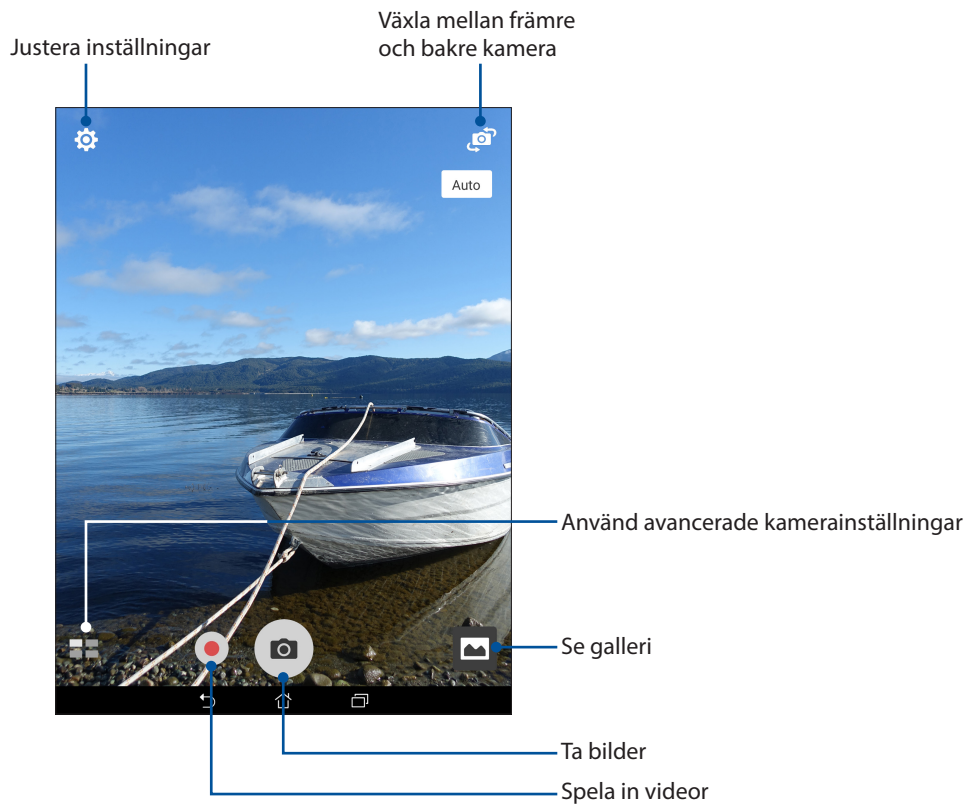 Växla mellan främre
och bakre kamera
Justera inställningar
Auto
Använd avancerade kamerainställningar
Se galleri
Ta bilder
Spela in videor